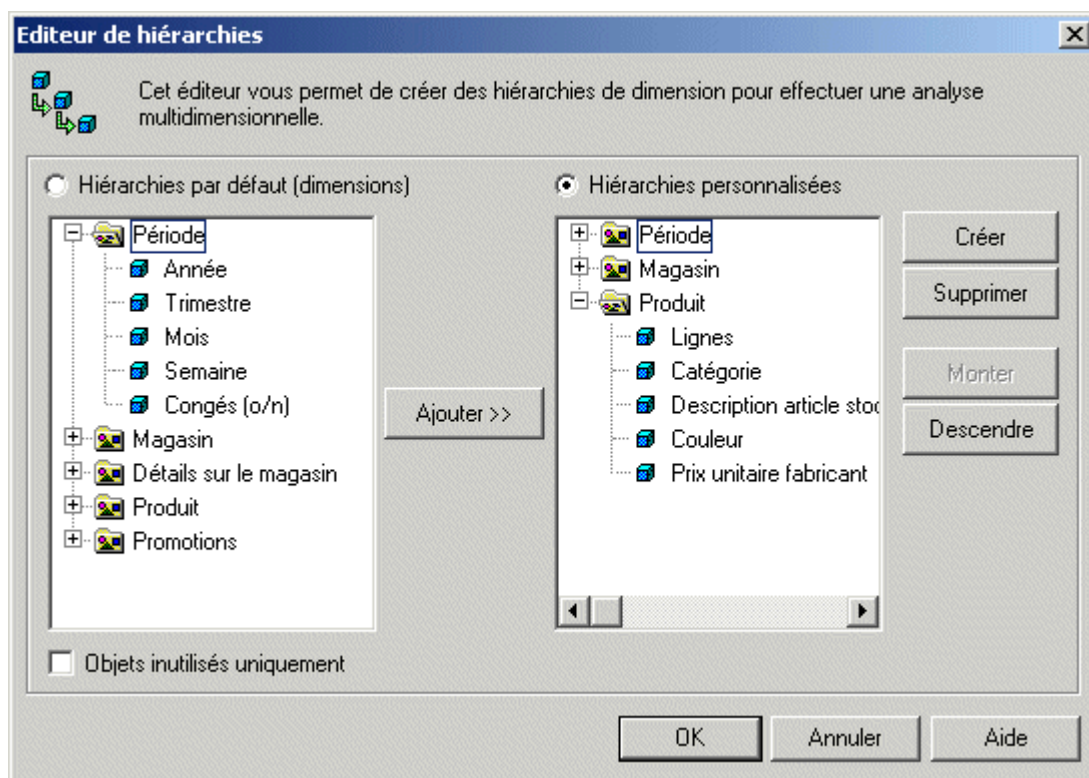 Editeur de hiérarchies
Cet éditeur vous permet de créer des hiérarchies de dimension pour effectuer une analyse
multidimensionnelle.
Hiérarchies par défaut (dimensions)
Période
Année
Trimestre
Mois
Semaine
Congés (o/n)
Magasin
Détails sur le magasin
Produit
Promotions
Ajouter >>
Hiérarchies personnalisées
Période
Magasin
Produit
Lignes
Catégorie
Description article stoc
Couleur
Prix unitaire fabricant
Créer
Supprimer
Monter
Descendre
Objets inutilisés uniquement
OK
Annuler
Aide